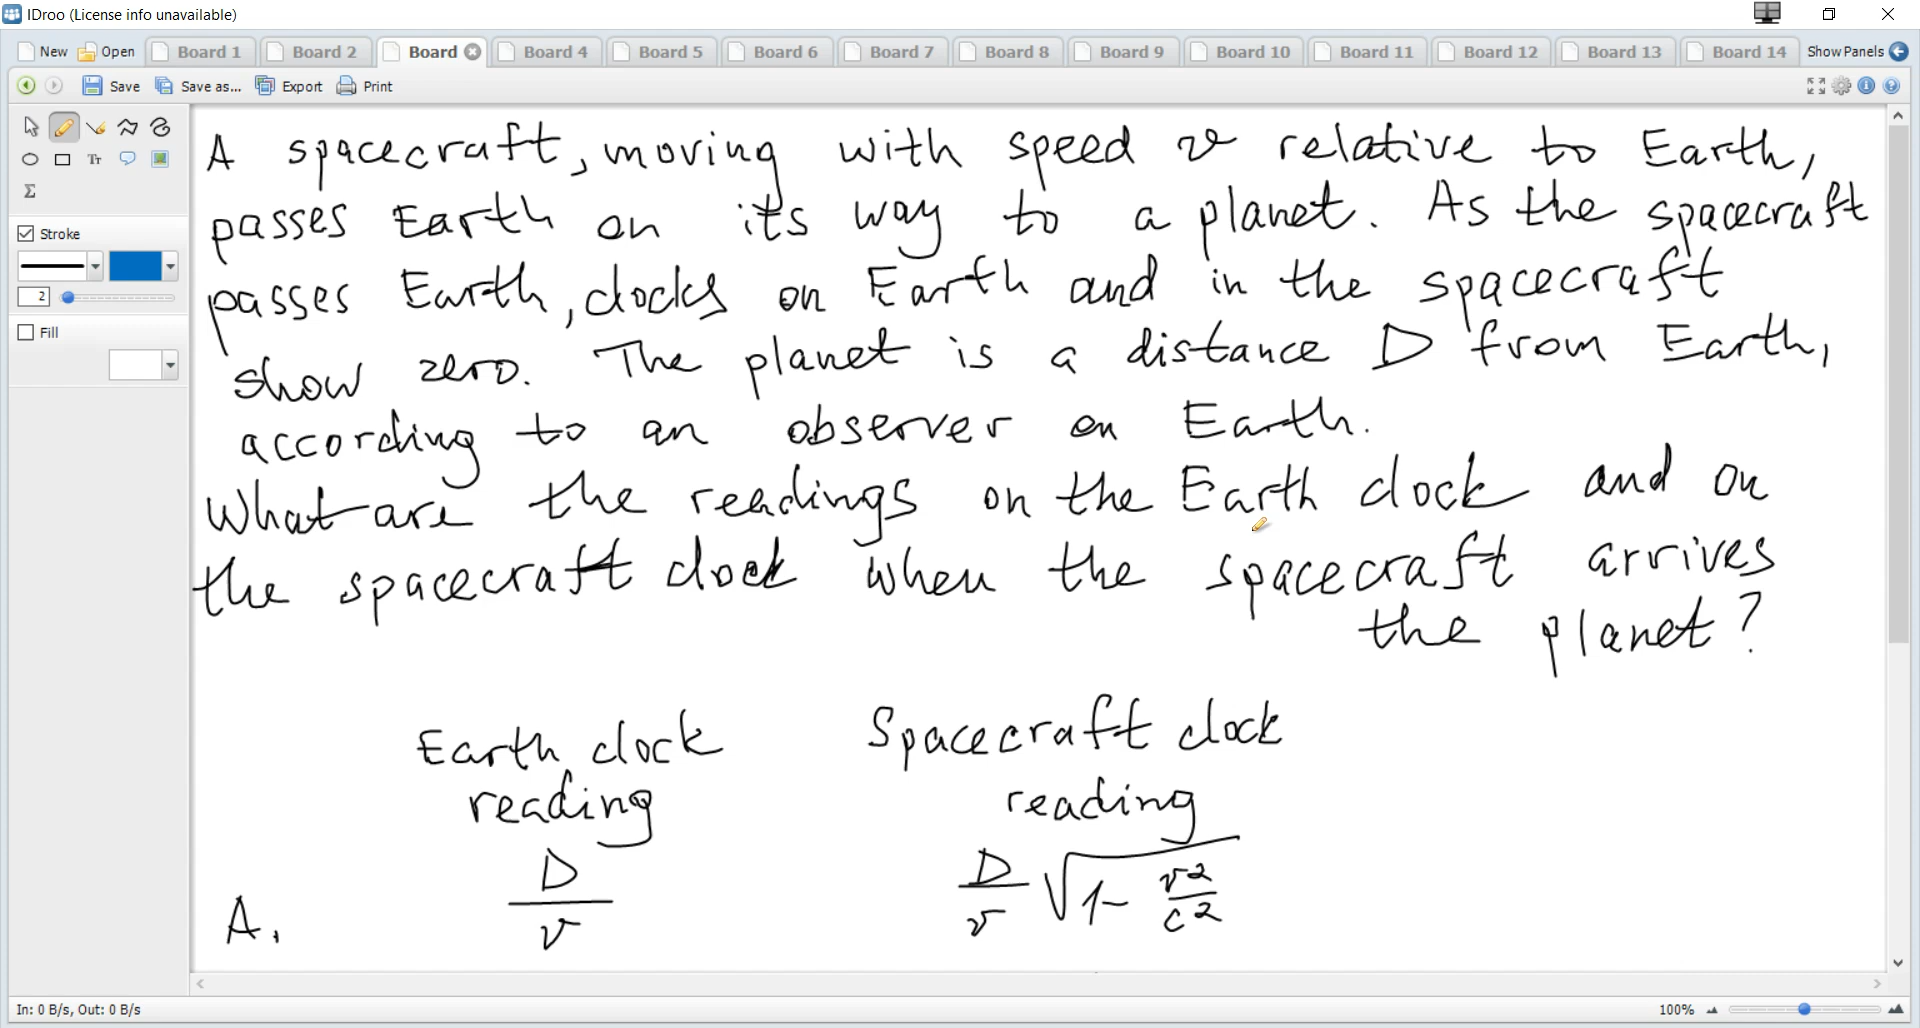 IDroo (License info unavailable)
New Open Board 1 Board 2 Board Board 4 Board 5 Board 6 Board 7 Board 8 Board 9 Board 10 Board 11 Board 12 Board 13 Board 14 Show Panels
Save Save as... Export Print
A spacecraft, moving with speed v relative to Earth,
passes Earth on its way to a planet. As the spacecraft
passes Earth, clocks on Earth and in the spacecraft
show zero. The planet is a distance D from Earth,
according to an observer on Earth.
What are the readings on the Earth clock and on
the spacecraft clock when the spacecraft arrives
the planet?
Earth clock Spacecraft clock
reading reading
A. D/v D/v √(1 - v²/c²)
Tt
Σ
Stroke
2
Fill
In: 0 B/s, Out: 0 B/s 100%